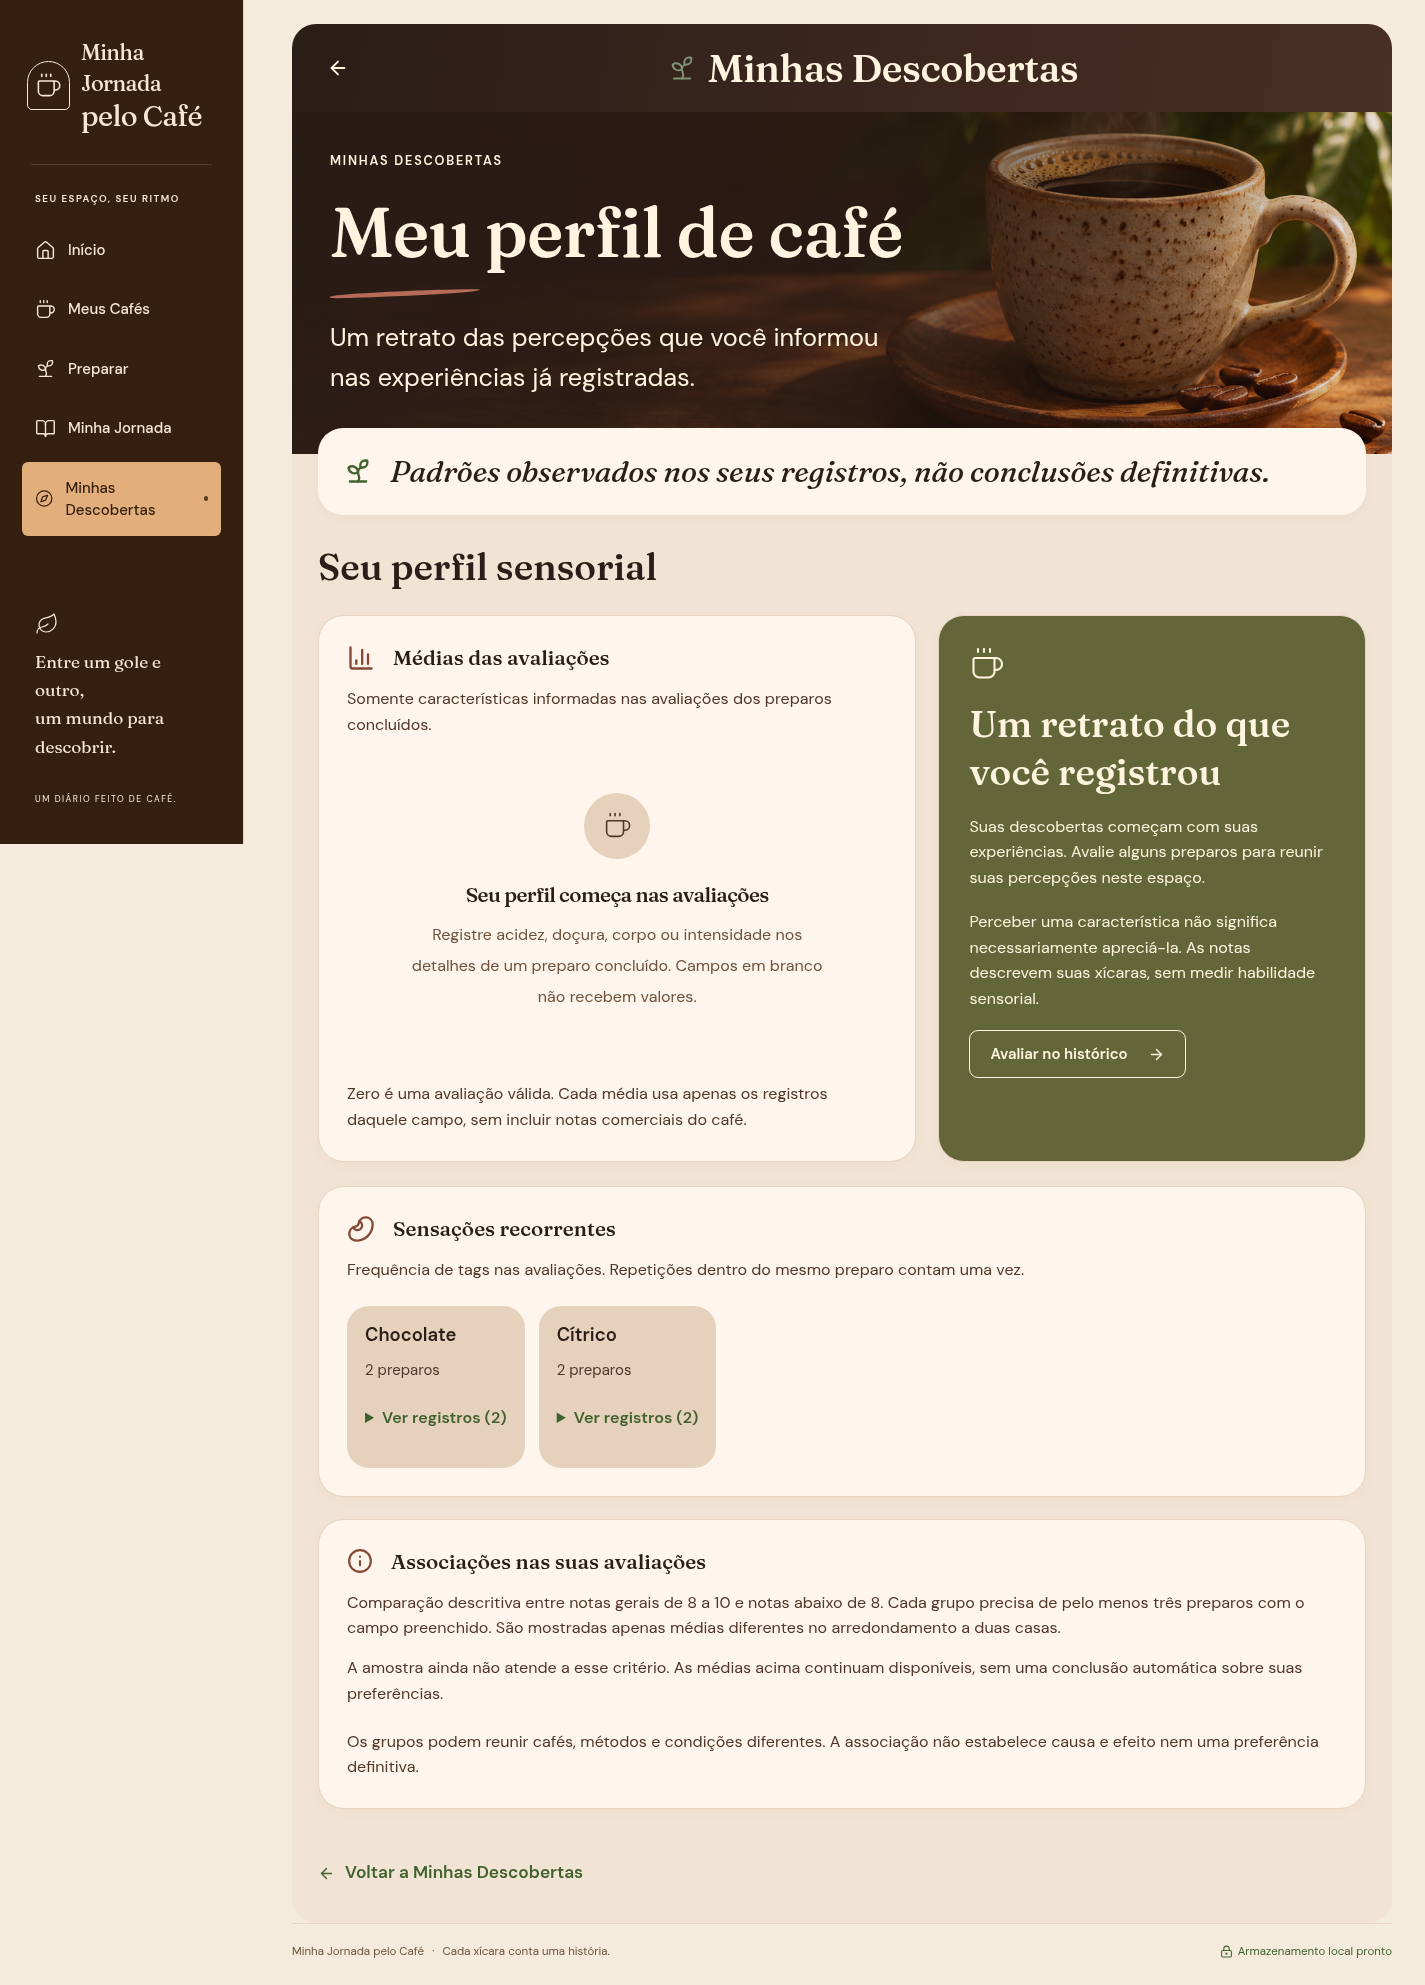 Minha
Jornada
pelo Café
SEU ESPAÇO, SEU RITMO
Início
Meus Cafés
Preparar
Minha Jornada
Minhas
Descobertas
Entre um gole e
outro,
um mundo para
descobrir.
UM DIÁRIO FEITO DE CAFÉ.
Minhas Descobertas
MINHAS DESCOBERTAS
Meu perfil de café
Um retrato das percepções que você informou
nas experiências já registradas.
Padrões observados nos seus registros, não conclusões definitivas.
Seu perfil sensorial
Médias das avaliações
Somente características informadas nas avaliações dos preparos
concluídos.
Seu perfil começa nas avaliações
Registre acidez, doçura, corpo ou intensidade nos
detalhes de um preparo concluído. Campos em branco
não recebem valores.
Zero é uma avaliação válida. Cada média usa apenas os registros
daquele campo, sem incluir notas comerciais do café.
Um retrato do que
você registrou
Suas descobertas começam com suas
experiências. Avalie alguns preparos para reunir
suas percepções neste espaço.
Perceber uma característica não significa
necessariamente apreciá-la. As notas
descrevem suas xícaras, sem medir habilidade
sensorial.
Avaliar no histórico
Sensações recorrentes
Frequência de tags nas avaliações. Repetições dentro do mesmo preparo contam uma vez.
Chocolate
2 preparos
Ver registros (2)
Cítrico
2 preparos
Ver registros (2)
Associações nas suas avaliações
Comparação descritiva entre notas gerais de 8 a 10 e notas abaixo de 8. Cada grupo precisa de pelo menos três preparos com o
campo preenchido. São mostradas apenas médias diferentes no arredondamento a duas casas.
A amostra ainda não atende a esse critério. As médias acima continuam disponíveis, sem uma conclusão automática sobre suas
preferências.
Os grupos podem reunir cafés, métodos e condições diferentes. A associação não estabelece causa e efeito nem uma preferência
definitiva.
Voltar a Minhas Descobertas
Minha Jornada pelo Café · Cada xícara conta uma história.
Armazenamento local pronto